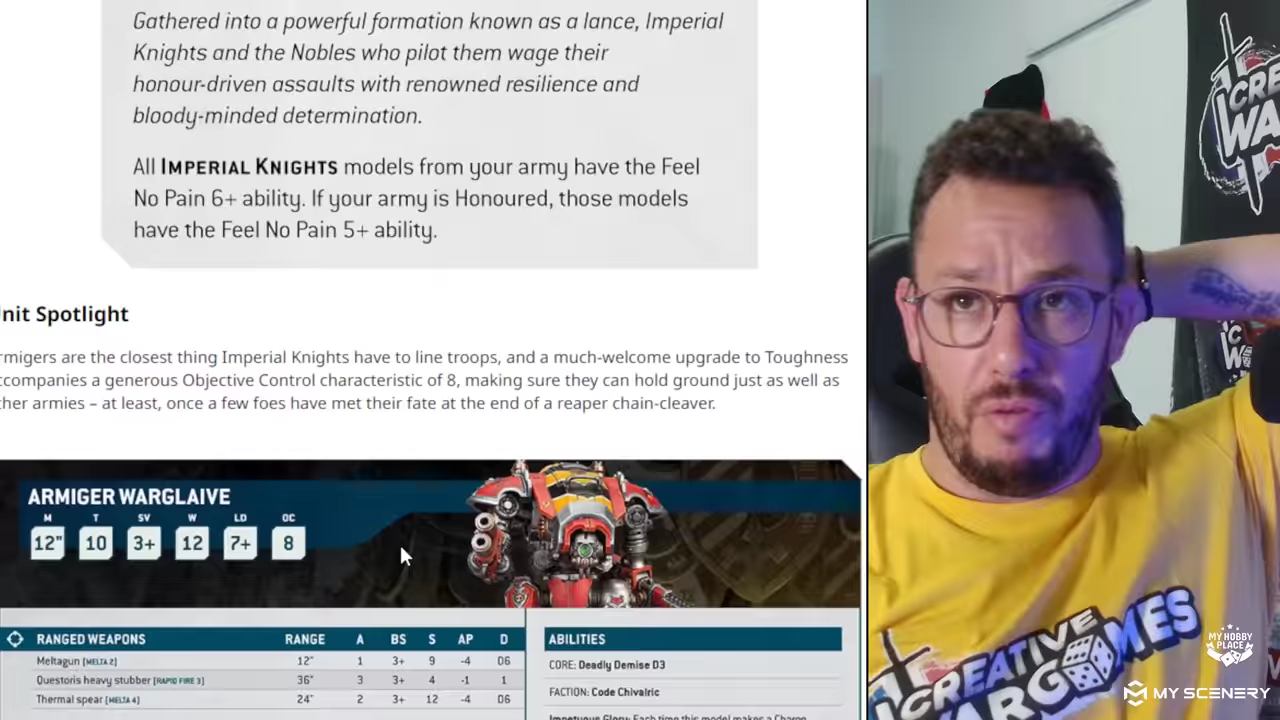 Gathered into a powerful formation known as a lance, Imperial
Knights and the Nobles who pilot them wage their
honour-driven assaults with renowned resilience and
bloody-minded determination.
All IMPERIAL KNIGHTS models from your army have the Feel
No Pain 6+ ability. If your army is Honoured, those models
have the Feel No Pain 5+ ability.
nit Spotlight
rmigers are the closest thing Imperial Knights have to line troops, and a much-welcome upgrade to Toughness
ccompanies a generous Objective Control characteristic of 8, making sure they can hold ground just as well as
ther armies – at least, once a few foes have met their fate at the end of a reaper chain-cleaver.
ARMIGER WARGLAIVE
M T SV W LD OC
12" 10 3+ 12 7+ 8
RANGED WEAPONS RANGE A BS S AP D
Meltagun [MELTA 2] 12" 1 3+ 9 -4 D6
Questoris heavy stubber [RAPID FIRE 3] 36" 3 3+ 4 -1 1
Thermal spear [MELTA 4] 24" 2 3+ 12 -4 D6
ABILITIES
CORE: Deadly Demise D3
FACTION: Code Chivalric
Impetuous Glory: Each time this model makes a Charge
CREATIVE
WARGAMES
MY HOBBY
PLACE
MY SCENERY